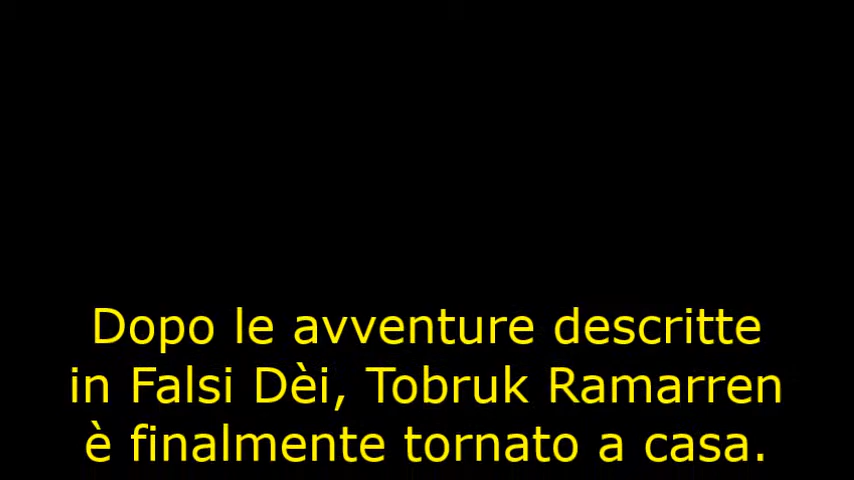 Dopo le avventure descritte
in Falsi Dèi, Tobruk Ramarren
è finalmente tornato a casa.